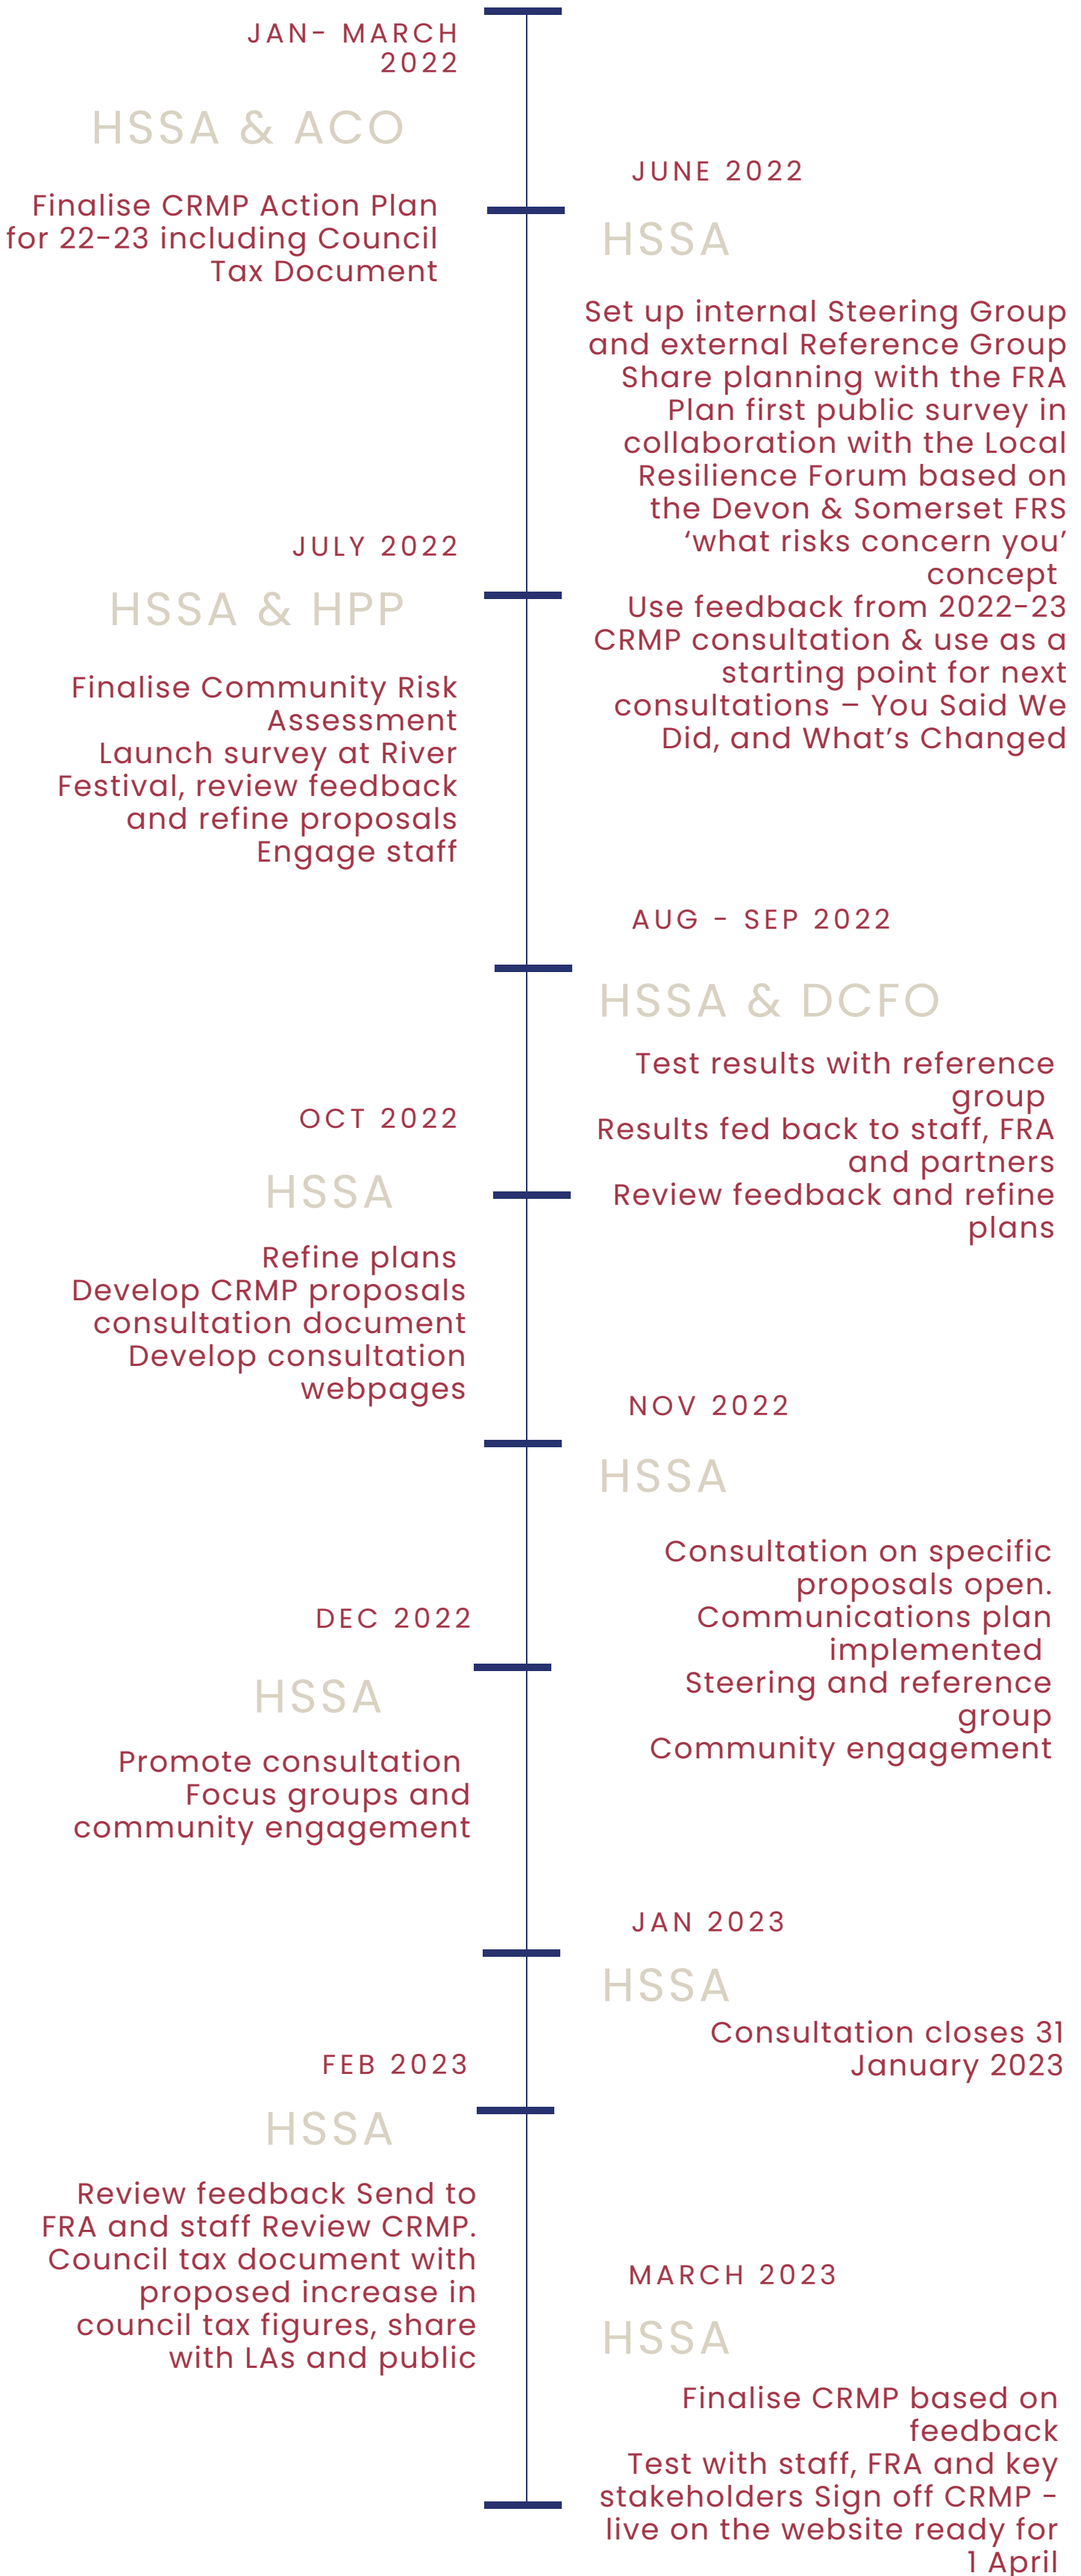 JAN- MARCH
2022
HSSA & ACO
Finalise CRMP Action Plan
for 22-23 including Council
Tax Document
JUNE 2022
HSSA
Set up internal Steering Group
and external Reference Group
Share planning with the FRA
Plan first public survey in
collaboration with the Local
Resilience Forum based on
the Devon & Somerset FRS
‘what risks concern you’
concept
Use feedback from 2022-23
CRMP consultation & use as a
starting point for next
consultations – You Said We
Did, and What’s Changed
JULY 2022
HSSA & HPP
Finalise Community Risk
Assessment
Launch survey at River
Festival, review feedback
and refine proposals
Engage staff
AUG - SEP 2022
HSSA & DCFO
Test results with reference
group
Results fed back to staff, FRA
and partners
Review feedback and refine
plans
OCT 2022
HSSA
Refine plans
Develop CRMP proposals
consultation document
Develop consultation
webpages
NOV 2022
HSSA
Consultation on specific
proposals open.
Communications plan
implemented
Steering and reference
group
Community engagement
DEC 2022
HSSA
Promote consultation
Focus groups and
community engagement
JAN 2023
HSSA
Consultation closes 31
January 2023
FEB 2023
HSSA
Review feedback Send to
FRA and staff Review CRMP.
Council tax document with
proposed increase in
council tax figures, share
with LAs and public
MARCH 2023
HSSA
Finalise CRMP based on
feedback
Test with staff, FRA and key
stakeholders Sign off CRMP -
live on the website ready for
1 April